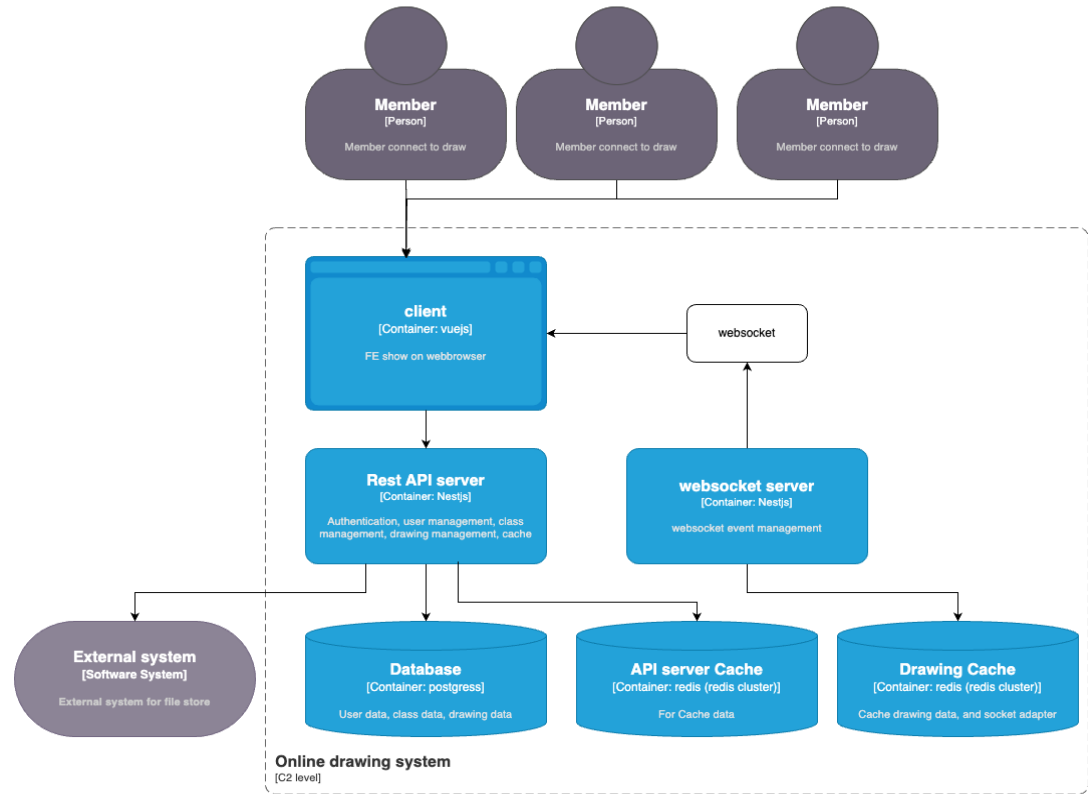 Member
[Person]
Member connect to draw
Member
[Person]
Member connect to draw
Member
[Person]
Member connect to draw
client
[Container: vuejs]
FE show on webbrowser
websocket
Rest API server
[Container: Nestjs]
Authentication, user management, class
management, drawing management, cache
websocket server
[Container: Nestjs]
websocket event management
External system
[Software System]
External system for file store
Database
[Container: postgress]
User data, class data, drawing data
API server Cache
[Container: redis (redis cluster)]
For Cache data
Drawing Cache
[Container: redis (redis cluster)]
Cache drawing data, and socket adapter
Online drawing system
[C2 level]